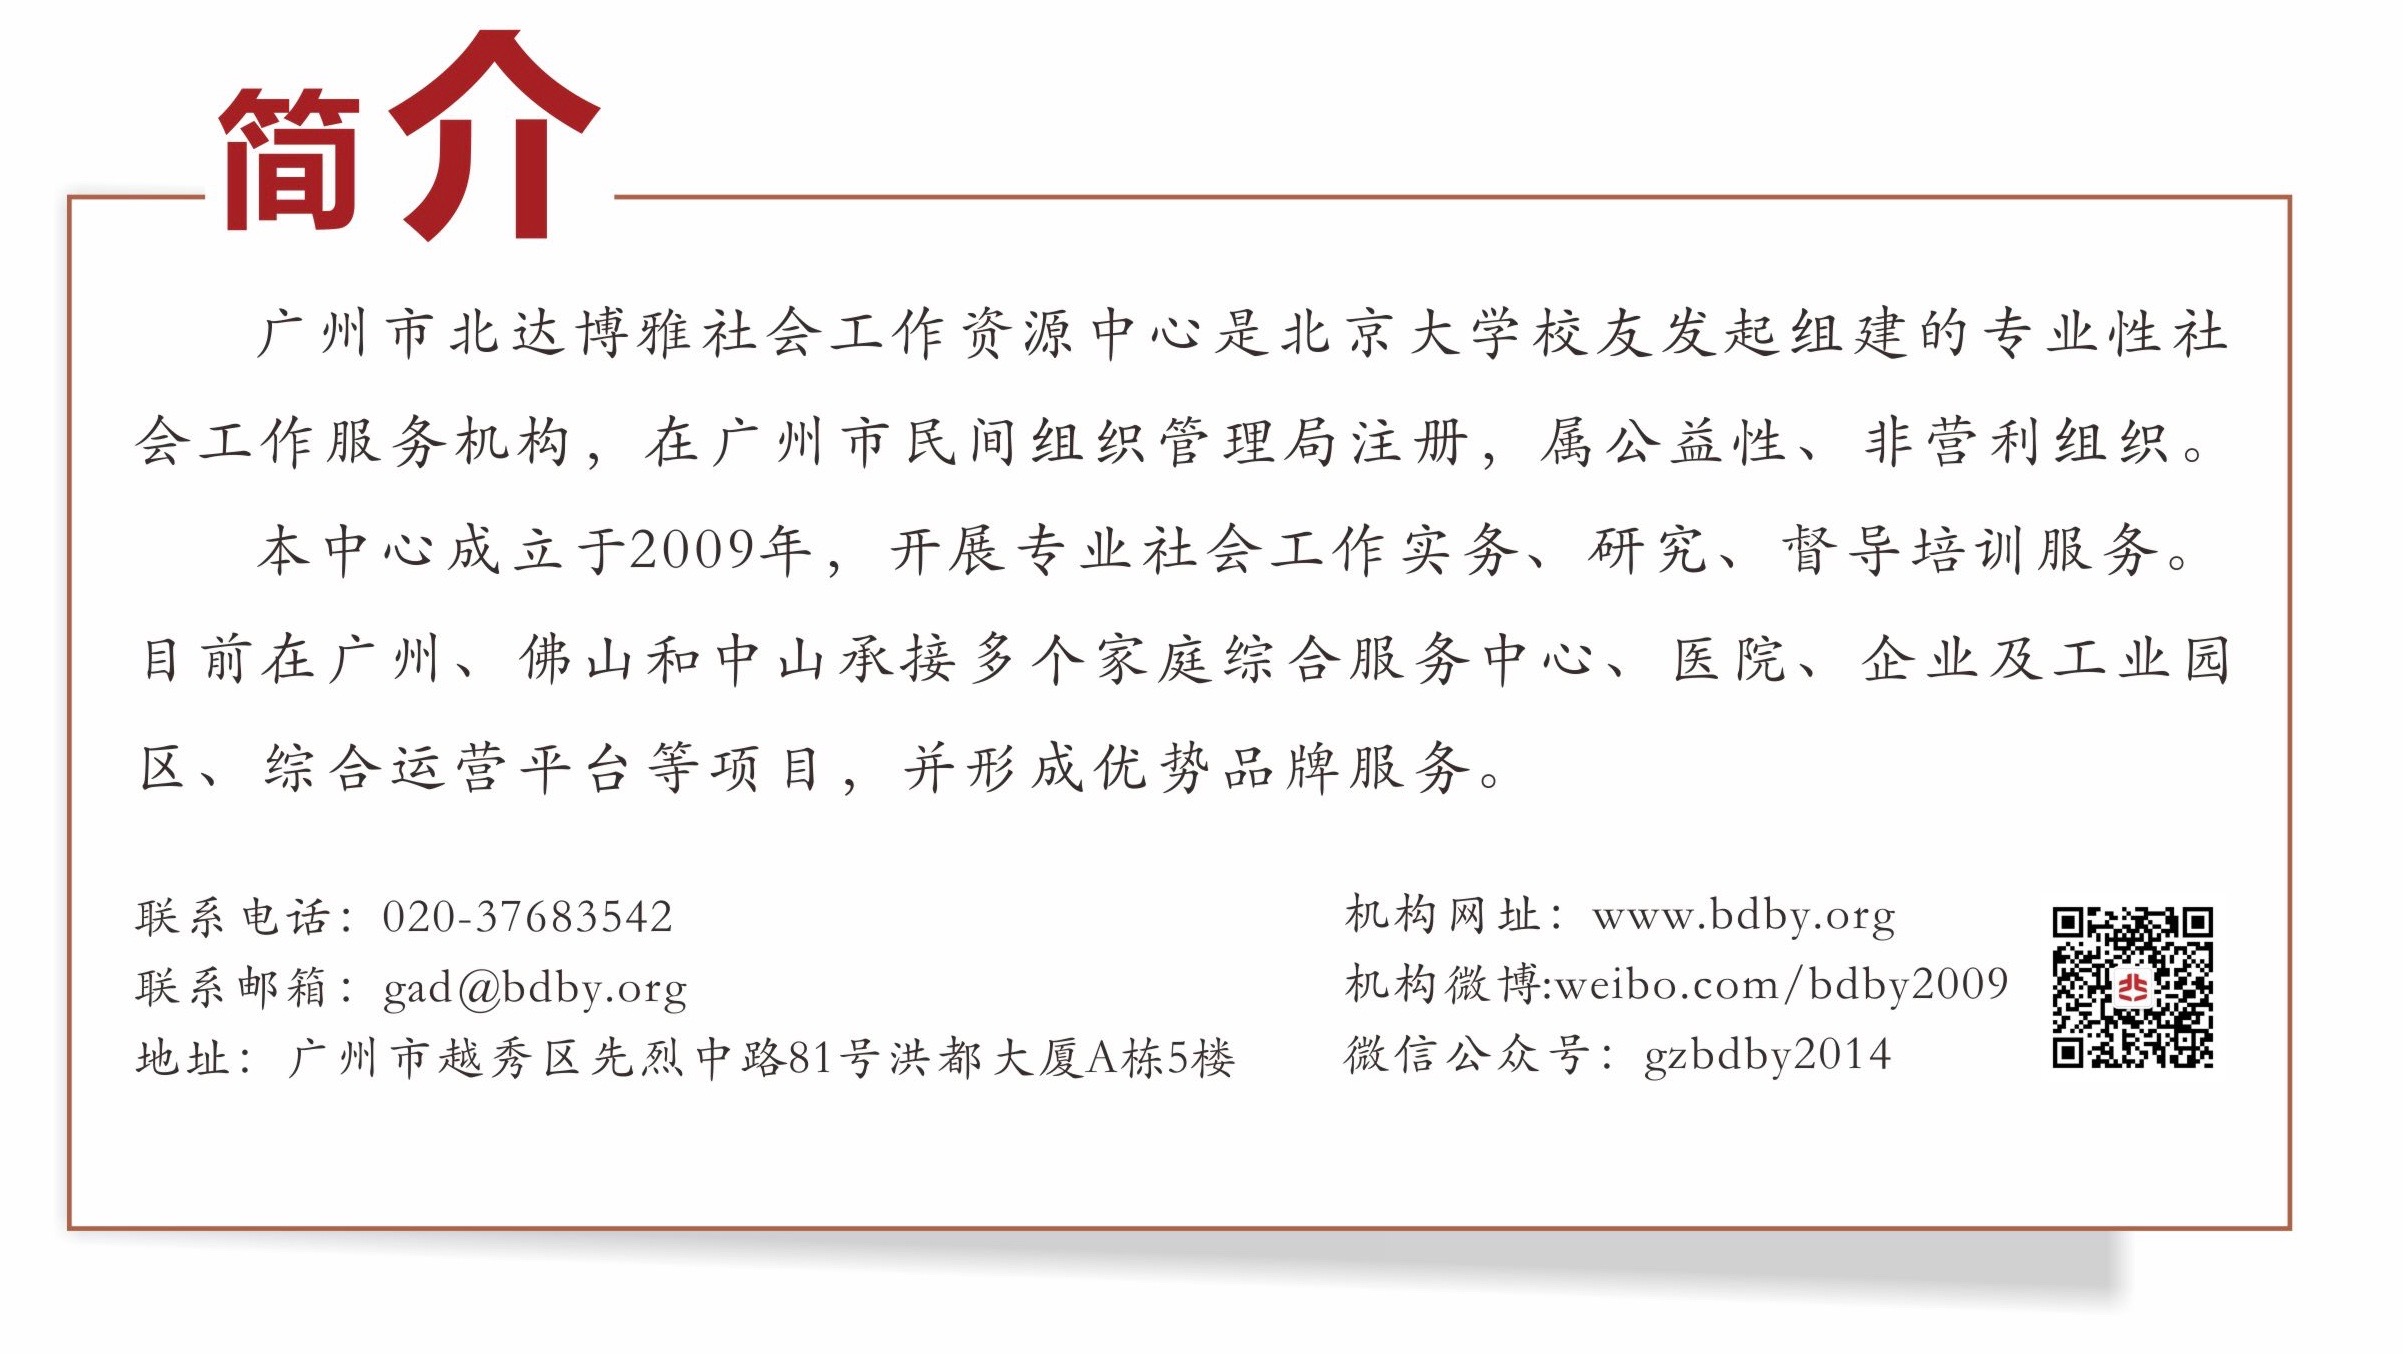 简介
广州市北达博雅社会工作资源中心是北京大学校友发起组建的专业性社
会工作服务机构，在广州市民间组织管理局注册，属公益性、非营利组织。
本中心成立于2009年，开展专业社会工作实务、研究、督导培训服务。
目前在广州、佛山和中山承接多个家庭综合服务中心、医院、企业及工业园
区、综合运营平台等项目，并形成优势品牌服务。
联系电话：020-37683542
联系邮箱：gad@bdby.org
地址：广州市越秀区先烈中路81号洪都大厦A栋5楼
机构网址：www.bdby.org
机构微博:weibo.com/bdby2009
微信公众号：gzbdby2014